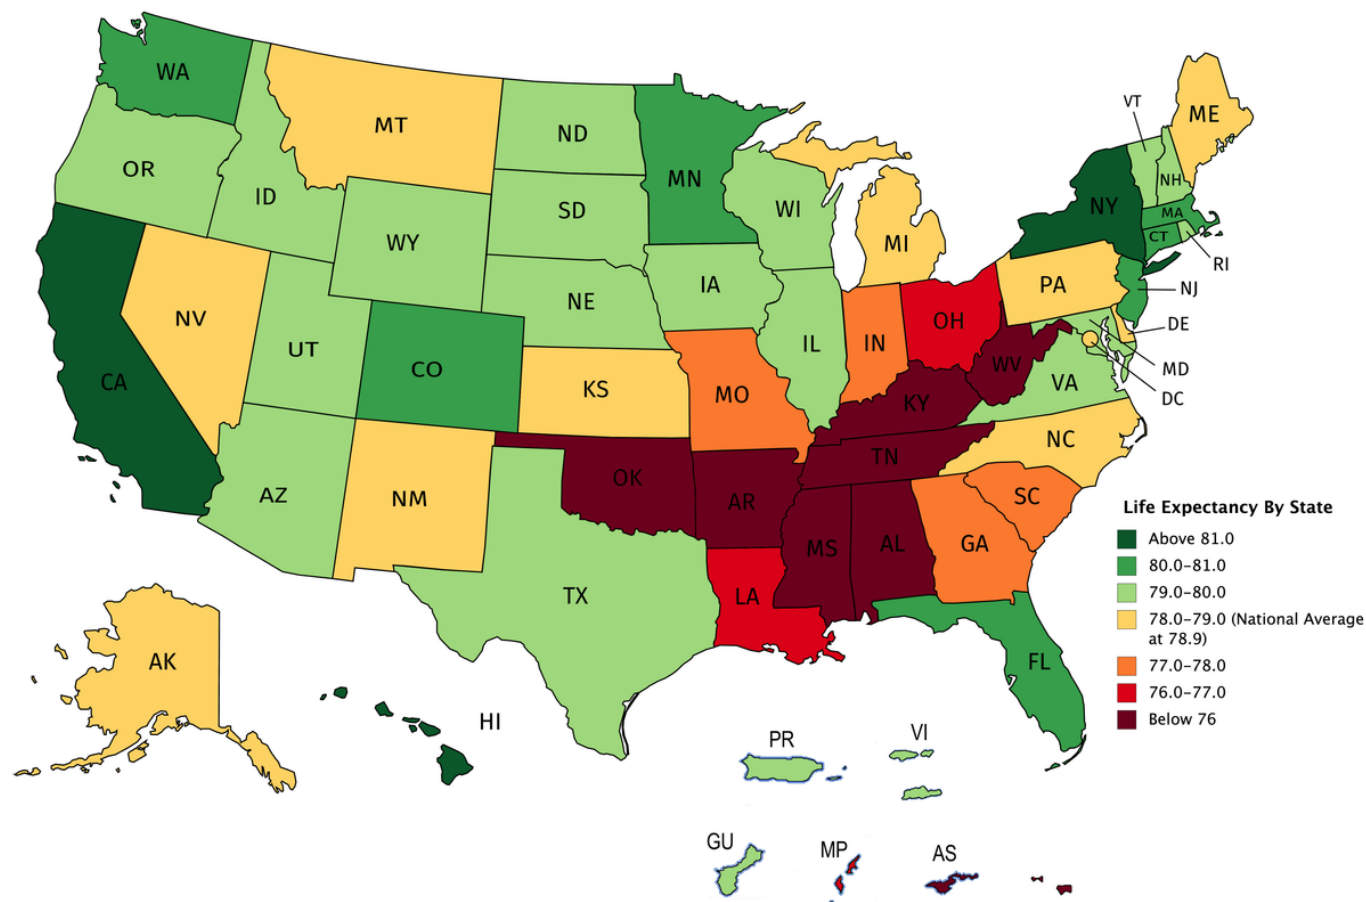 WA
MT
ND
MN
OR
ID
SD
WI
WY
MI
VT
ME
NH
NY
MA
CT
RI
IA
NE
PA
NJ
NV
UT
CO
IL
IN
OH
DE
MD
DC
CA
KS
MO
WV
VA
KY
NC
AZ
NM
OK
TN
AR
SC
MS
AL
GA
TX
LA
FL
AK
HI
Life Expectancy By State
Above 81.0
80.0–81.0
79.0–80.0
78.0–79.0 (National Average
at 78.9)
77.0–78.0
76.0–77.0
Below 76
PR
VI
GU
MP
AS